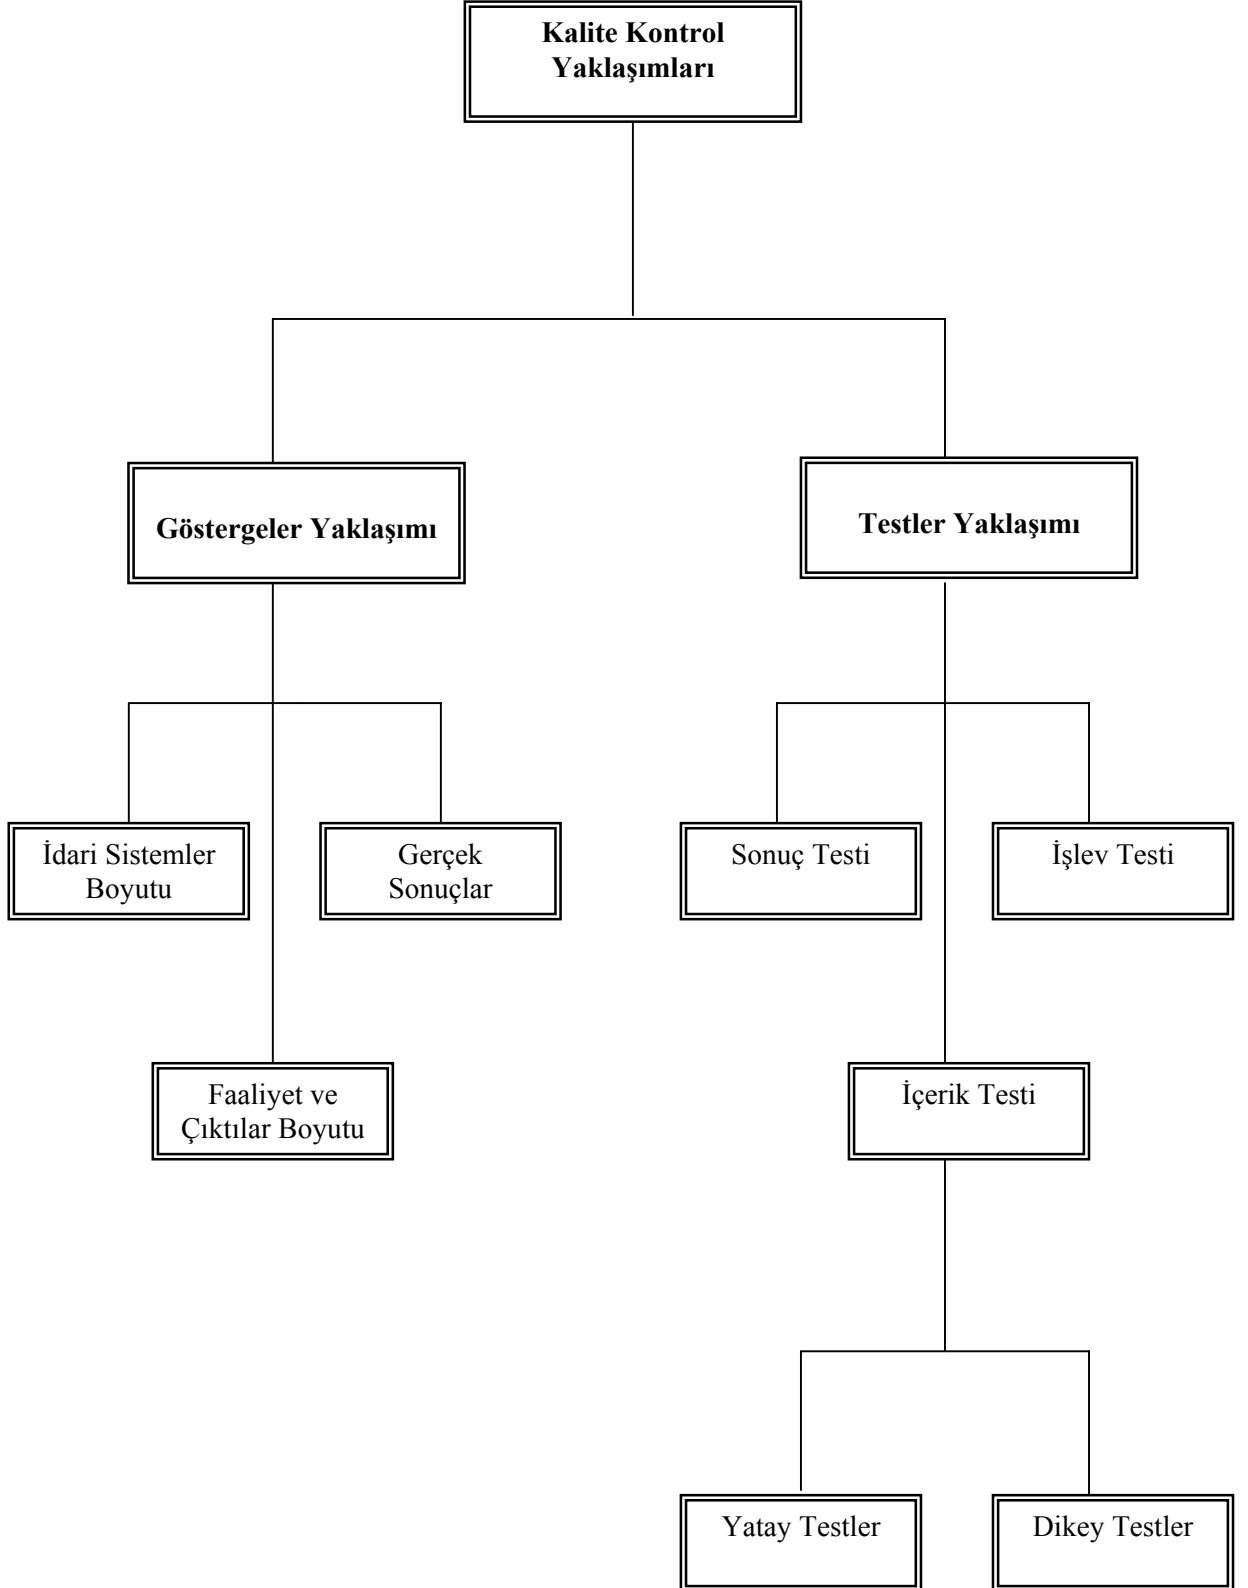 Kalite Kontrol
Yaklaşımları
Göstergeler Yaklaşımı
Testler Yaklaşımı
İdari Sistemler
Boyutu
Gerçek
Sonuçlar
Sonuç Testi
İşlev Testi
Faaliyet ve
Çıktılar Boyutu
İçerik Testi
Yatay Testler
Dikey Testler